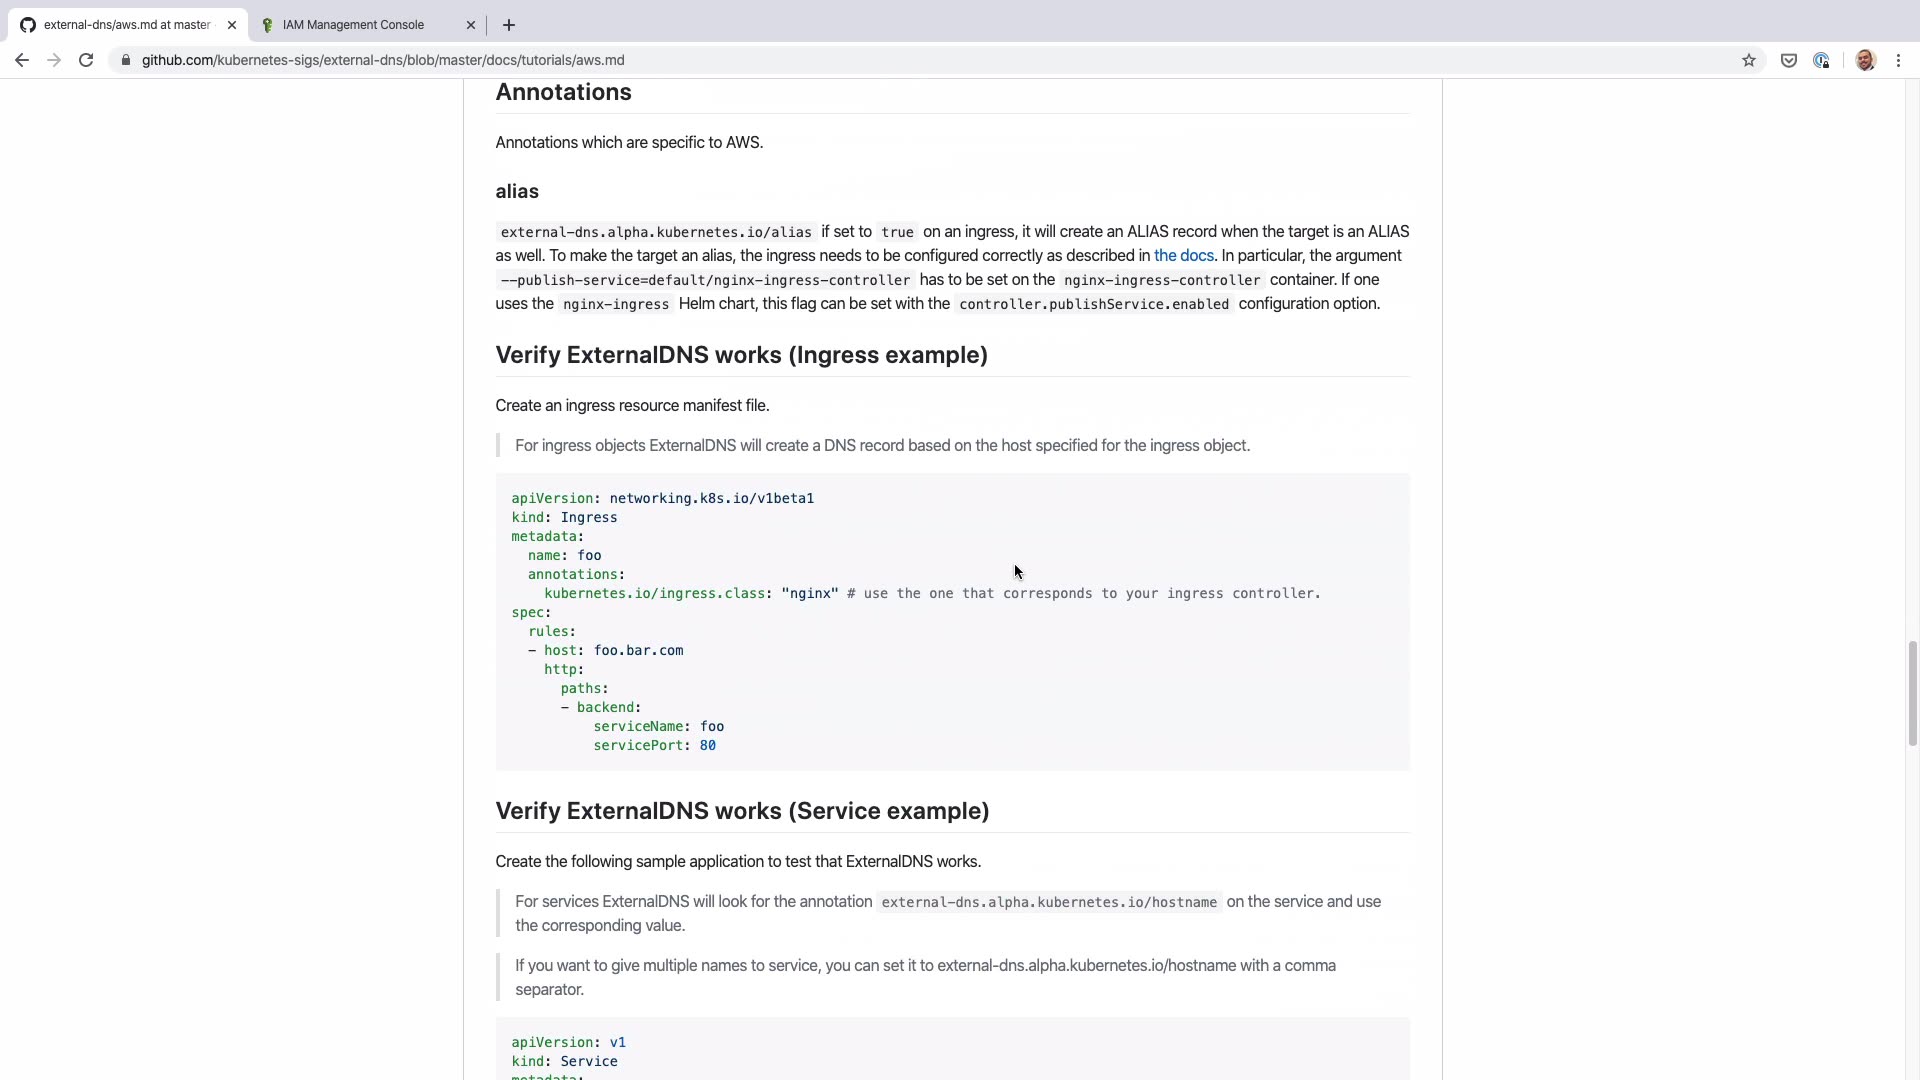 external-dns/aws.md at master
IAM Management Console
github.com/kubernetes-sigs/external-dns/blob/master/docs/tutorials/aws.md
Annotations
Annotations which are specific to AWS.
alias
external-dns.alpha.kubernetes.io/alias if set to true on an ingress, it will create an ALIAS record when the target is an ALIAS
as well. To make the target an alias, the ingress needs to be configured correctly as described in the docs. In particular, the argument
--publish-service=default/nginx-ingress-controller has to be set on the nginx-ingress-controller container. If one
uses the nginx-ingress Helm chart, this flag can be set with the controller.publishService.enabled configuration option.
Verify ExternalDNS works (Ingress example)
Create an ingress resource manifest file.
For ingress objects ExternalDNS will create a DNS record based on the host specified for the ingress object.
apiVersion: networking.k8s.io/v1beta1
kind: Ingress
metadata:
  name: foo
  annotations:
    kubernetes.io/ingress.class: "nginx" # use the one that corresponds to your ingress controller.
spec:
  rules:
  - host: foo.bar.com
    http:
      paths:
      - backend:
          serviceName: foo
          servicePort: 80
Verify ExternalDNS works (Service example)
Create the following sample application to test that ExternalDNS works.
For services ExternalDNS will look for the annotation external-dns.alpha.kubernetes.io/hostname on the service and use
the corresponding value.
If you want to give multiple names to service, you can set it to external-dns.alpha.kubernetes.io/hostname with a comma
separator.
apiVersion: v1
kind: Service
metadata: